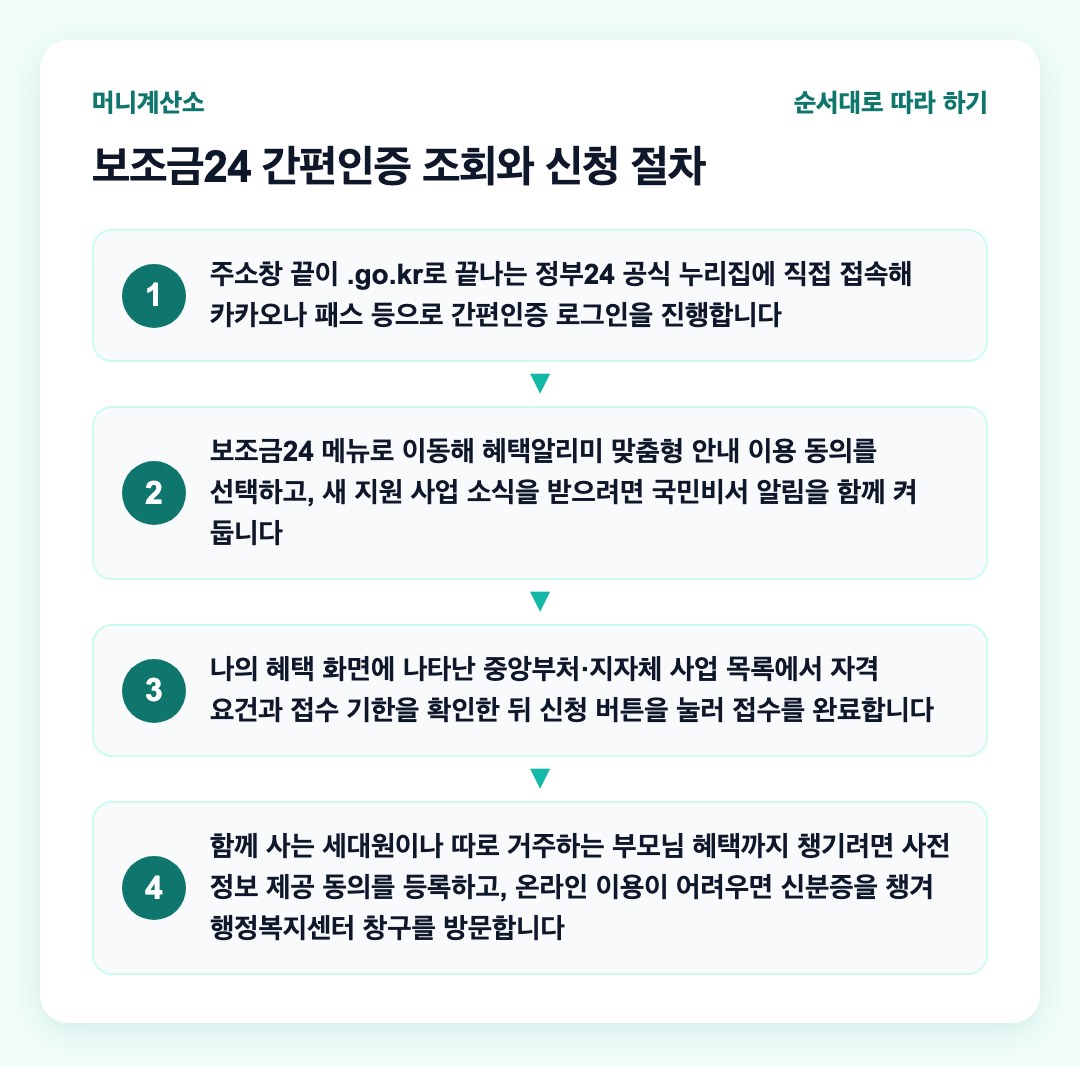 머니계산소
순서대로 따라 하기
보조금24 간편인증 조회와 신청 절차
1
주소창 끝이 .go.kr로 끝나는 정부24 공식 누리집에 직접 접속해
카카오나 패스 등으로 간편인증 로그인을 진행합니다
▼
2
보조금24 메뉴로 이동해 혜택알리미 맞춤형 안내 이용 동의를
선택하고, 새 지원 사업 소식을 받으려면 국민비서 알림을 함께 켜
둡니다
▼
3
나의 혜택 화면에 나타난 중앙부처·지자체 사업 목록에서 자격
요건과 접수 기한을 확인한 뒤 신청 버튼을 눌러 접수를 완료합니다
▼
4
함께 사는 세대원이나 따로 거주하는 부모님 혜택까지 챙기려면 사전
정보 제공 동의를 등록하고, 온라인 이용이 어려우면 신분증을 챙겨
행정복지센터 창구를 방문합니다